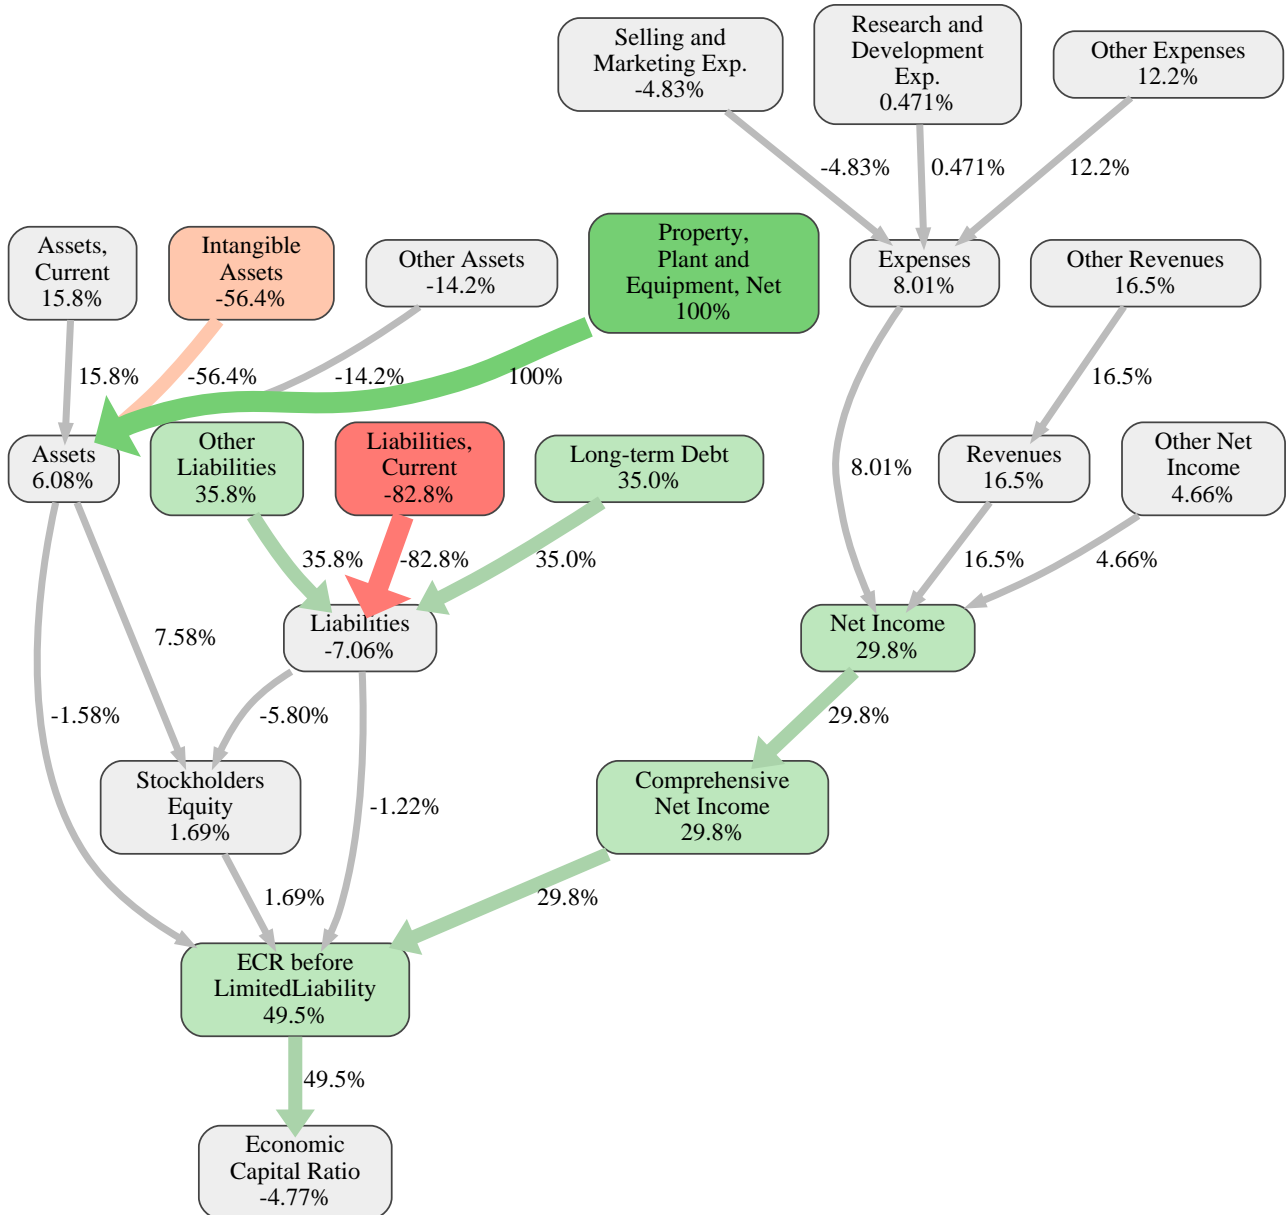 Selling and
Marketing Exp.
-4.83%
Research and
Development
Exp.
0.471%
Other Expenses
12.2%
-4.83%
0.471%
12.2%
Assets,
Current
15.8%
Intangible
Assets
-56.4%
Other Assets
-14.2%
Property,
Plant and
Equipment, Net
100%
Expenses
8.01%
Other Revenues
16.5%
15.8%
-56.4%
-14.2%
100%
16.5%
Assets
6.08%
Other
Liabilities
35.8%
Liabilities,
Current
-82.8%
Long-term Debt
35.0%
8.01%
Revenues
16.5%
Other Net
Income
4.66%
35.8%
-82.8%
35.0%
16.5%
4.66%
Liabilities
-7.06%
Net Income
29.8%
7.58%
-1.58%
-5.80%
29.8%
Stockholders
Equity
1.69%
-1.22%
Comprehensive
Net Income
29.8%
1.69%
29.8%
ECR before
LimitedLiability
49.5%
49.5%
Economic
Capital Ratio
-4.77%